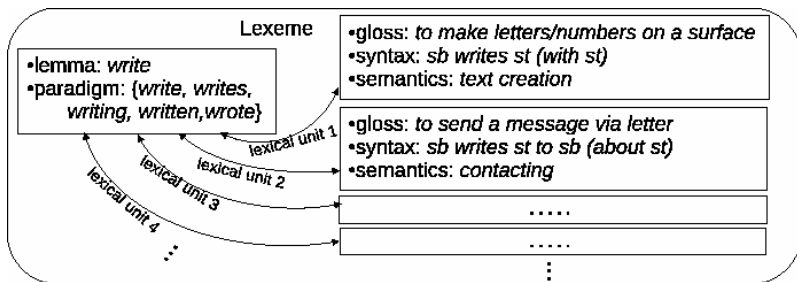 Lexeme
•lemma: write
•paradigm: {write, writes,
writing, written,wrote}
•gloss: to make letters/numbers on a surface
•syntax: sb writes st (with st)
•semantics: text creation
•gloss: to send a message via letter
•syntax: sb writes st to sb (about st)
•semantics: contacting
lexical unit 1
lexical unit 2
lexical unit 3
lexical unit 4
.....
.....
...
...